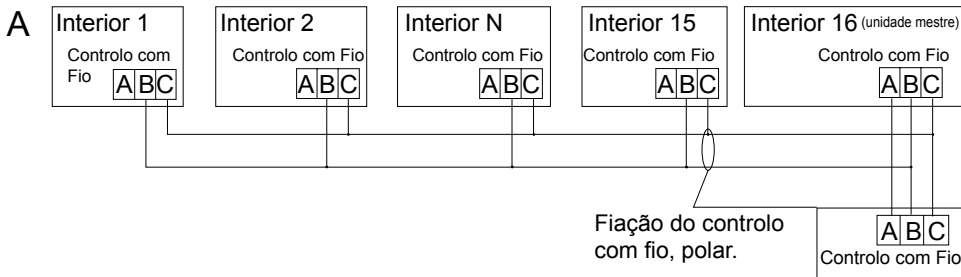 A
Interior 1
Controlo com
Fio
A B C
Interior 2
Controlo com Fio
A B C
Interior N
Controlo com Fio
A B C
Interior 15
Controlo com Fio
A B C
Interior 16 (unidade mestre)
Controlo com Fio
A B C
Fiação do controlo
com fio, polar.
A B C
Controlo com Fio